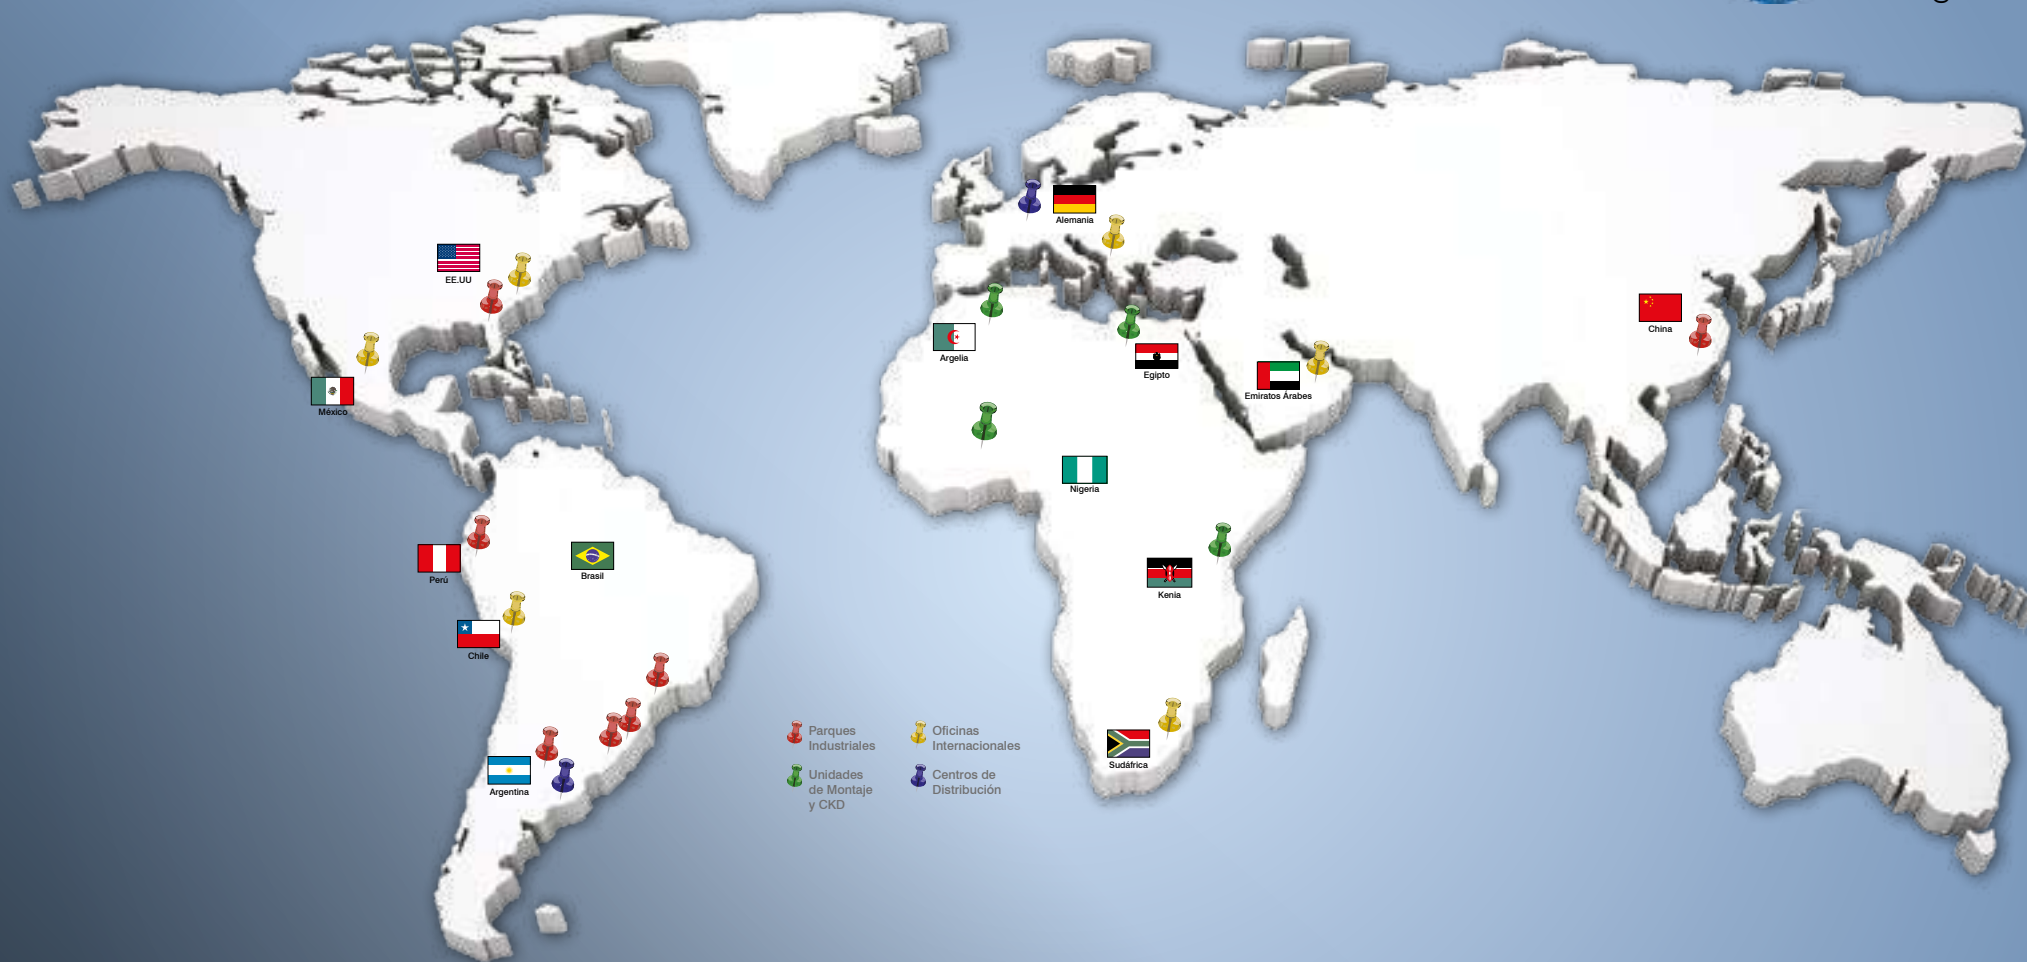 Alemania
EE.UU
China
Argelia
Egipto
Emiratos Árabes
México
Nigeria
Perú
Brasil
Kenia
Chile
Parques
Industriales
Oficinas
Internacionales
Unidades
de Montaje
y CKD
Centros de
Distribución
Sudáfrica
Argentina